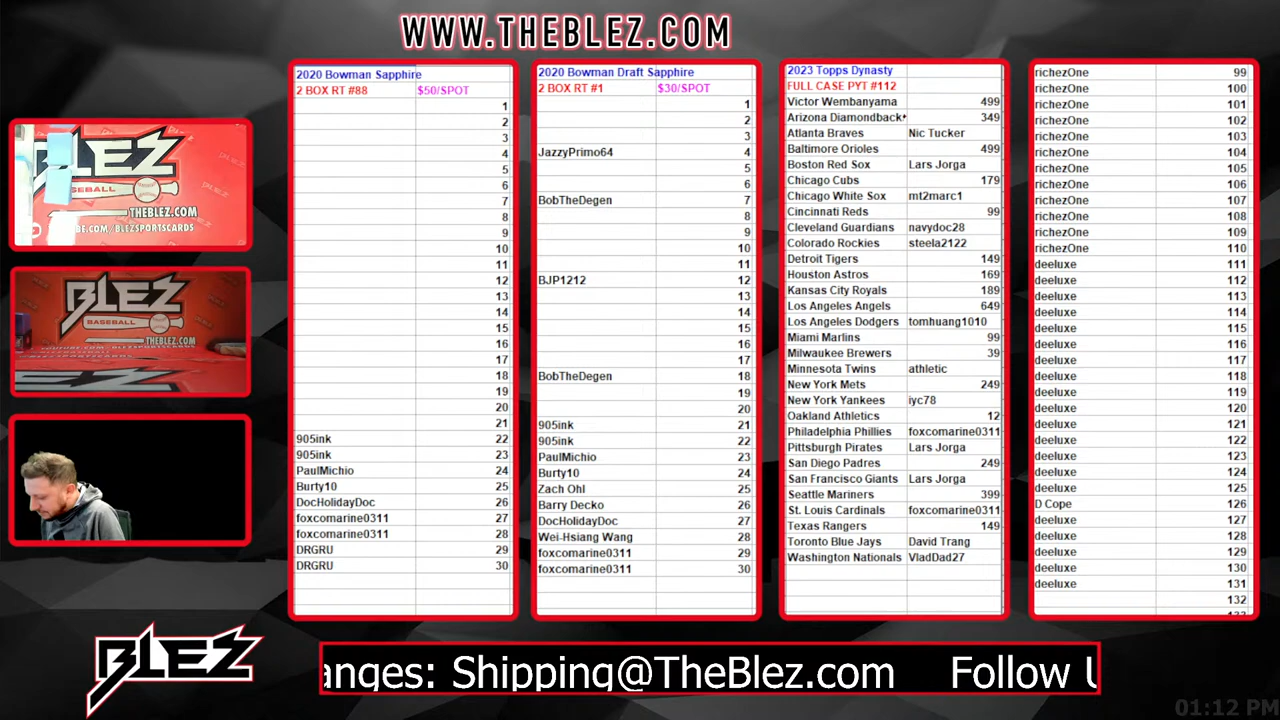 WWW.THEBLEZ.COM
BLEZ
BASEBALL
THEBLEZ.COM
BLEZ
BASEBALL
THEBLEZ.COM
2020 Bowman Sapphire
2 BOX RT #88 $50/SPOT
1
2
3
4
5
6
7
8
9
10
11
12
13
14
15
16
17
18
19
20
21
905ink 22
905ink 23
PaulMichio 24
Burty10 25
DocHolidayDoc 26
foxcomarine0311 27
foxcomarine0311 28
DRGRU 29
DRGRU 30
2020 Bowman Draft Sapphire
2 BOX RT #1 $30/SPOT
1
2
3
JazzyPrimo64 4
5
6
BobTheDegen 7
8
9
10
11
BJP1212 12
13
14
15
16
17
BobTheDegen 18
19
20
905ink 21
905ink 22
PaulMichio 23
Burty10 24
Zach Ohl 25
Barry Decko 26
DocHolidayDoc 27
Wei-Hsiang Wang 28
foxcomarine0311 29
foxcomarine0311 30
2023 Topps Dynasty
FULL CASE PYT #112
Victor Wembanyama 499
Arizona Diamondback 349
Atlanta Braves Nic Tucker
Baltimore Orioles 499
Boston Red Sox Lars Jorga
Chicago Cubs 179
Chicago White Sox mt2marc1
Cincinnati Reds 99
Cleveland Guardians navydoc28
Colorado Rockies steela2122
Detroit Tigers 149
Houston Astros 169
Kansas City Royals 189
Los Angeles Angels 649
Los Angeles Dodgers tomhuang1010
Miami Marlins 99
Milwaukee Brewers 39
Minnesota Twins athletic
New York Mets 249
New York Yankees iyc78
Oakland Athletics 12
Philadelphia Phillies foxcomarine0311
Pittsburgh Pirates Lars Jorga
San Diego Padres 249
San Francisco Giants Lars Jorga
Seattle Mariners 399
St. Louis Cardinals foxcomarine0311
Texas Rangers 149
Toronto Blue Jays David Trang
Washington Nationals VladDad27
richezOne 99
richezOne 100
richezOne 101
richezOne 102
richezOne 103
richezOne 104
richezOne 105
richezOne 106
richezOne 107
richezOne 108
richezOne 109
richezOne 110
deeluxe 111
deeluxe 112
deeluxe 113
deeluxe 114
deeluxe 115
deeluxe 116
deeluxe 117
deeluxe 118
deeluxe 119
deeluxe 120
deeluxe 121
deeluxe 122
deeluxe 123
deeluxe 124
deeluxe 125
D Cope 126
deeluxe 127
deeluxe 128
deeluxe 129
deeluxe 130
deeluxe 131
132
BLEZ
anges: Shipping@TheBlez.com Follow U
01:12 PM